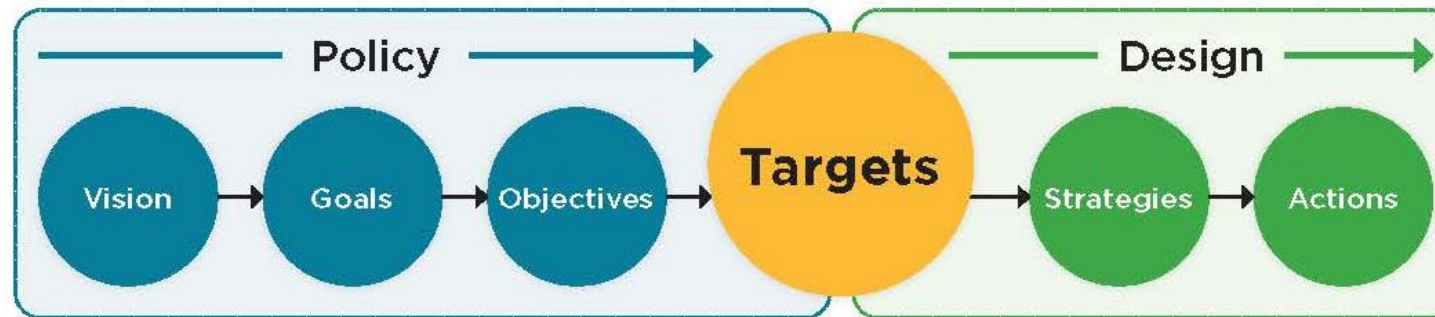 Policy
Design
Vision
Goals
Objectives
Targets
Strategies
Actions